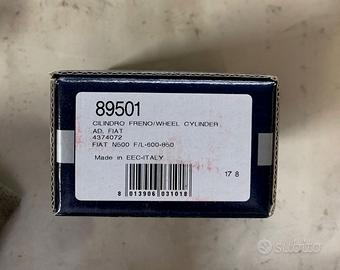 89501
CILINDRO FRENO/WHEEL CYLINDER
AD. FIAT
4374072
FIAT N500 F/L-600-850
Made in EEC-ITALY
17 8
8 013906 031018
subito